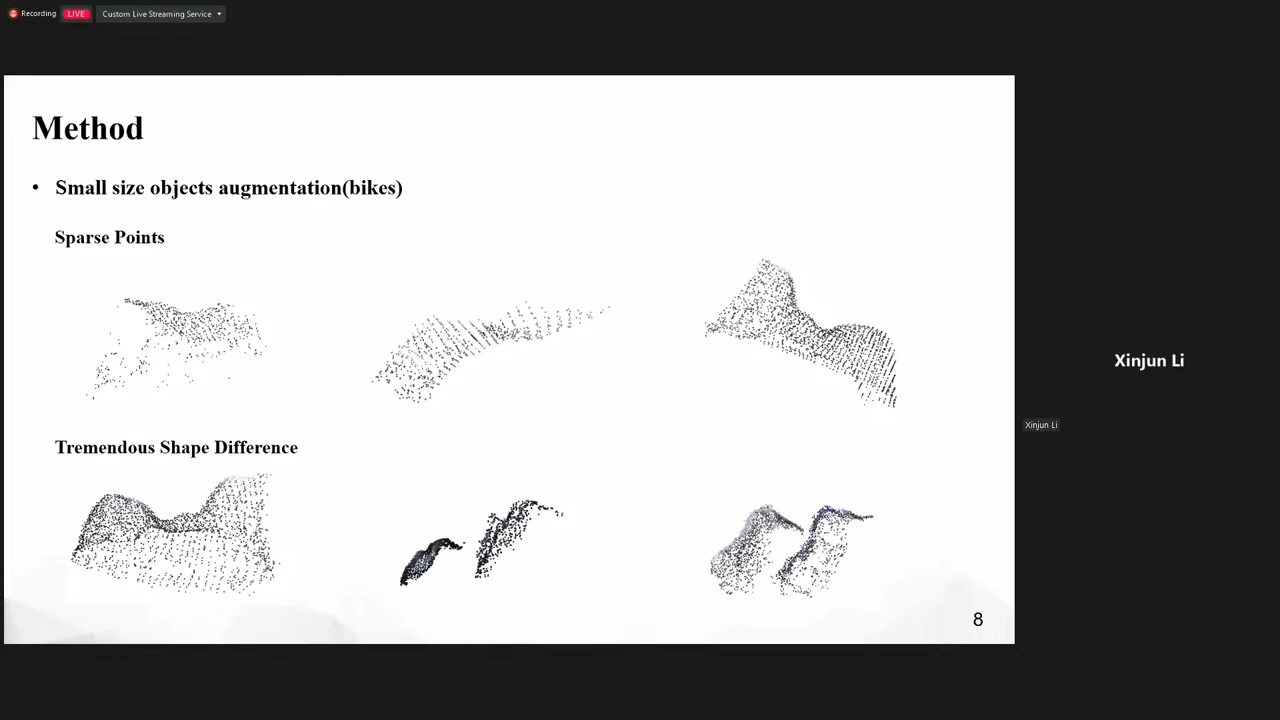 Recording
LIVE
Custom Live Streaming Service
Method
• Small size objects augmentation(bikes)
Sparse Points
Tremendous Shape Difference
8
Xinjun Li
Xinjun Li